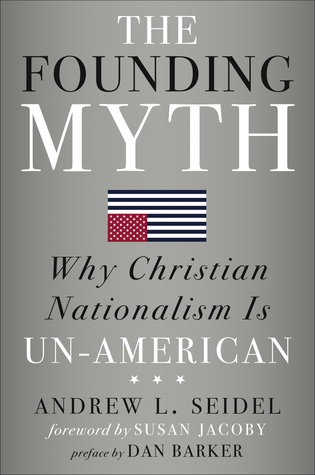 THE
FOUNDING
MYTH
Why Christian
Nationalism Is
UN-AMERICAN
ANDREW L. SEIDEL
foreword by SUSAN JACOBY
preface by DAN BARKER